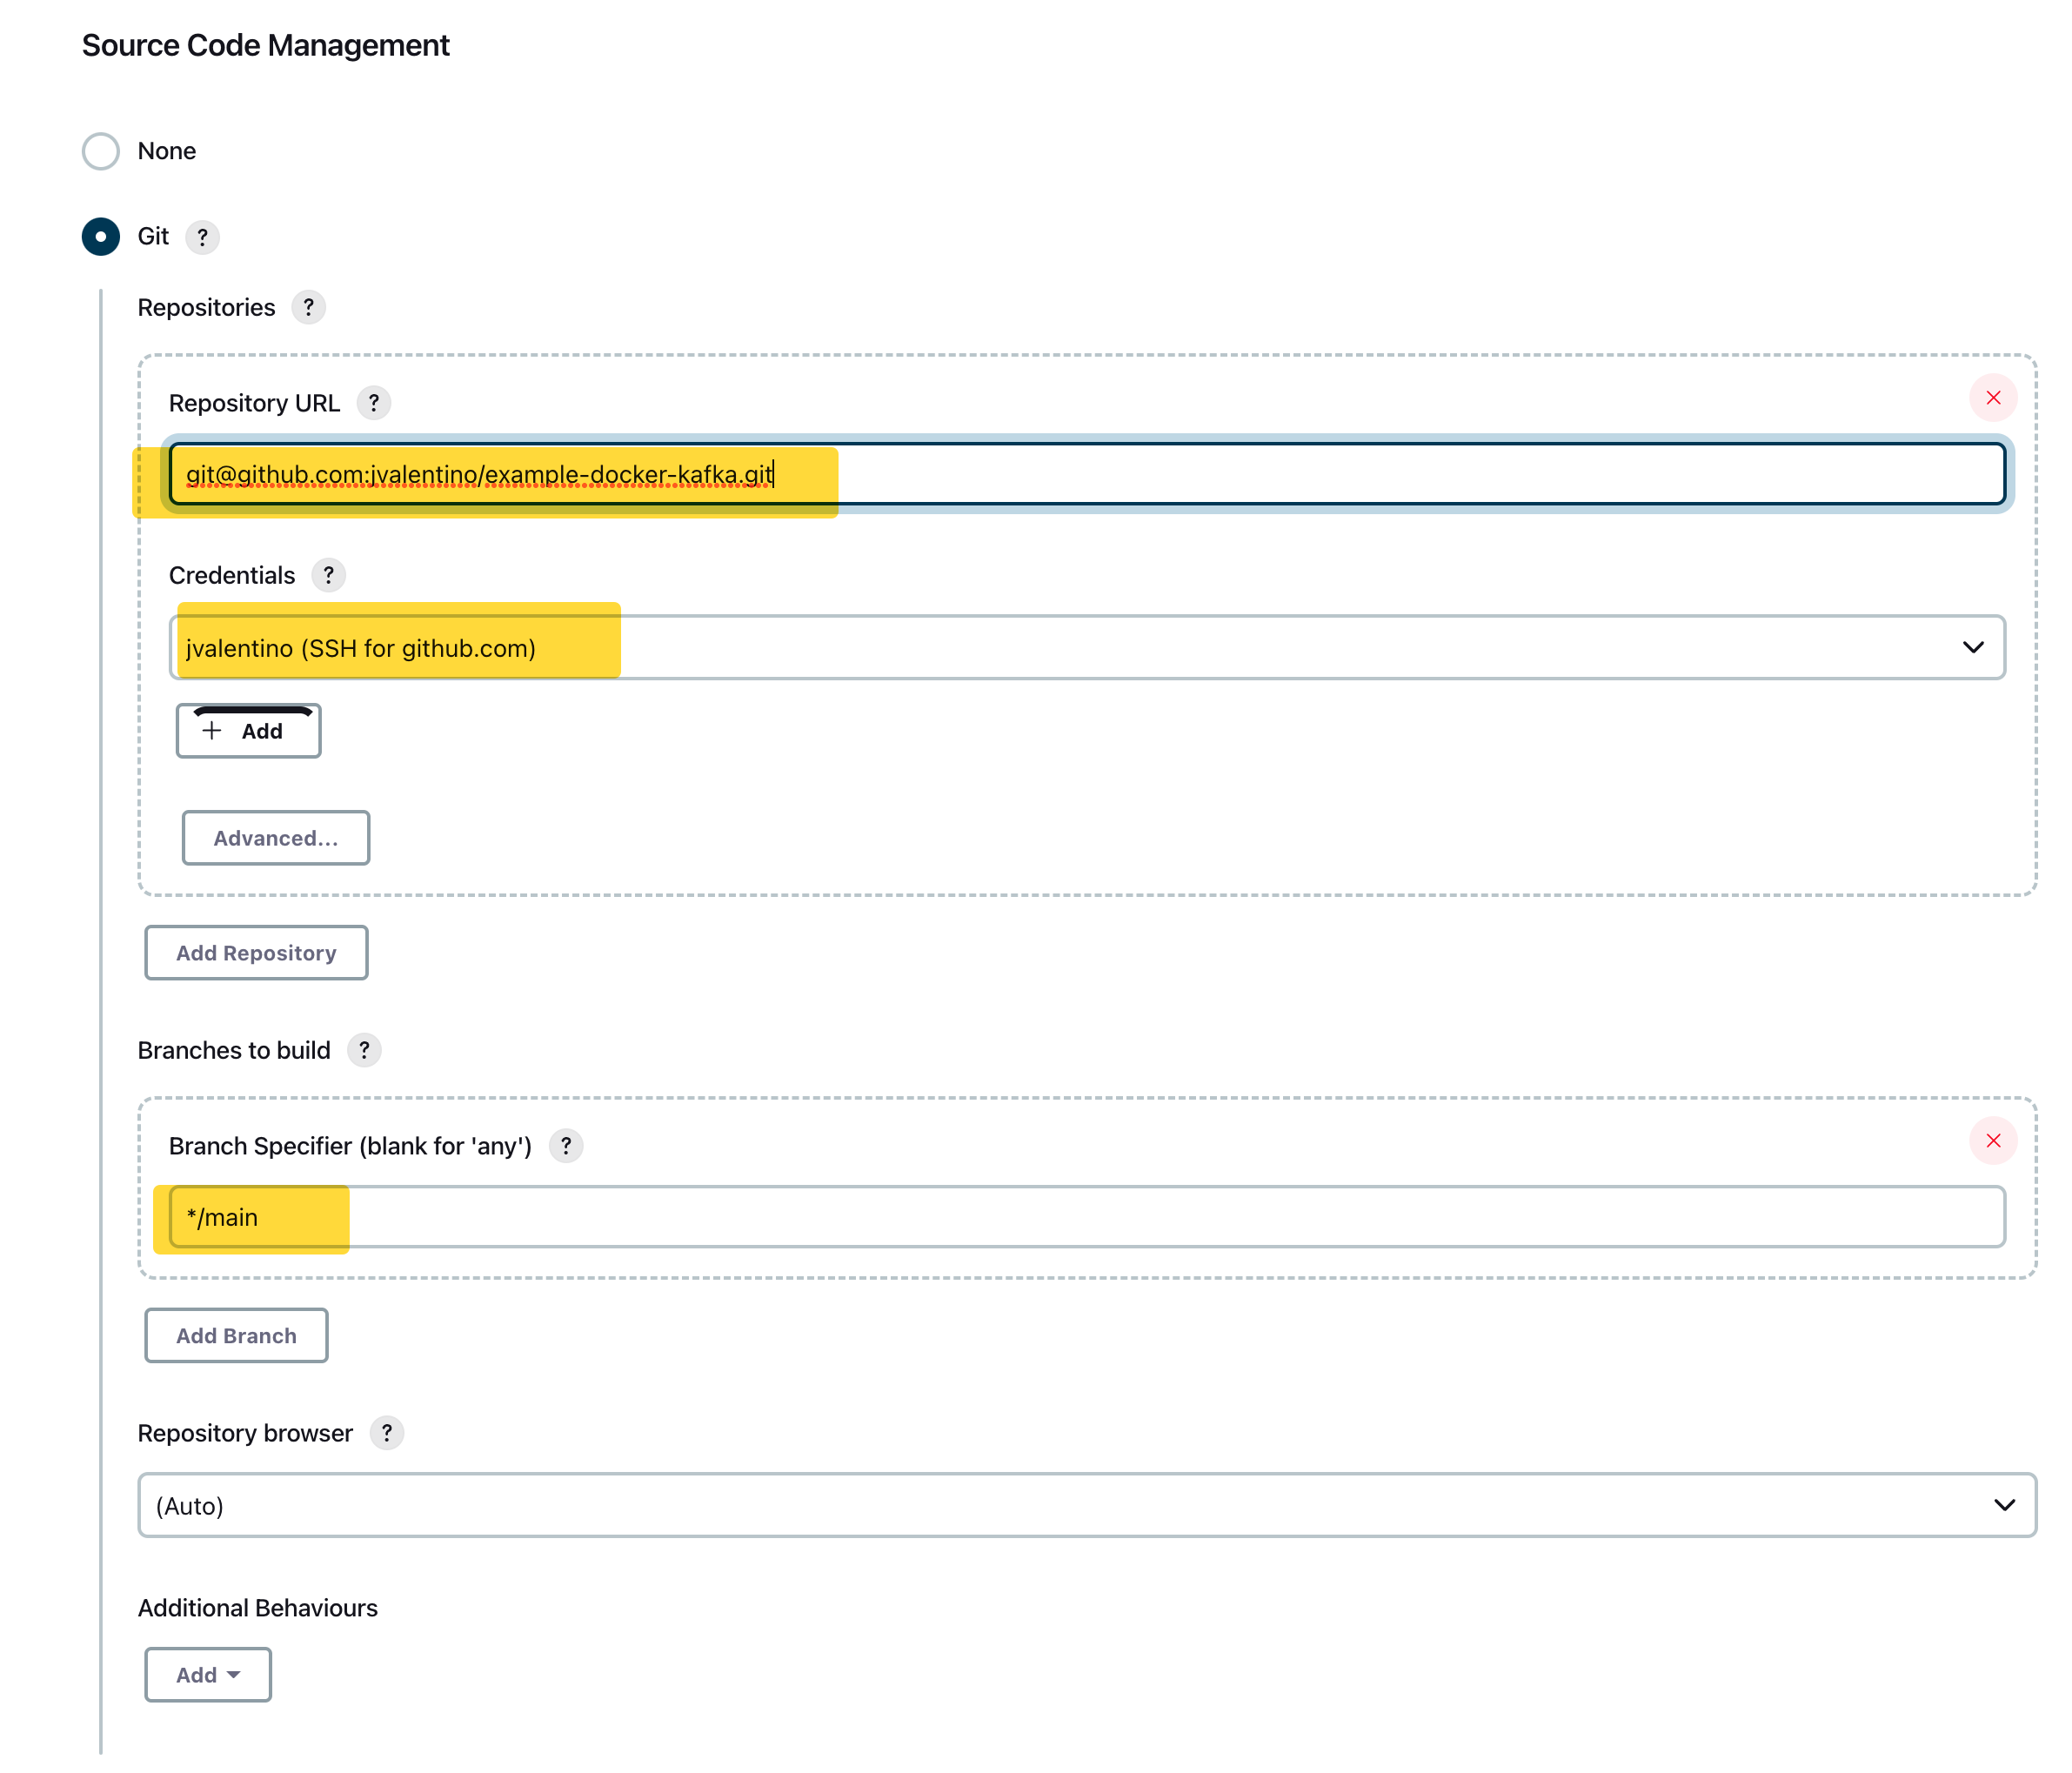 Source Code Management
None
Git ?
Repositories ?
Repository URL ?
git@github.com:jvalentino/example-docker-kafka.git
Credentials ?
jvalentino (SSH for github.com)
+ Add
Advanced...
Add Repository
Branches to build ?
Branch Specifier (blank for 'any') ?
*/main
Add Branch
Repository browser ?
(Auto)
Additional Behaviours
Add